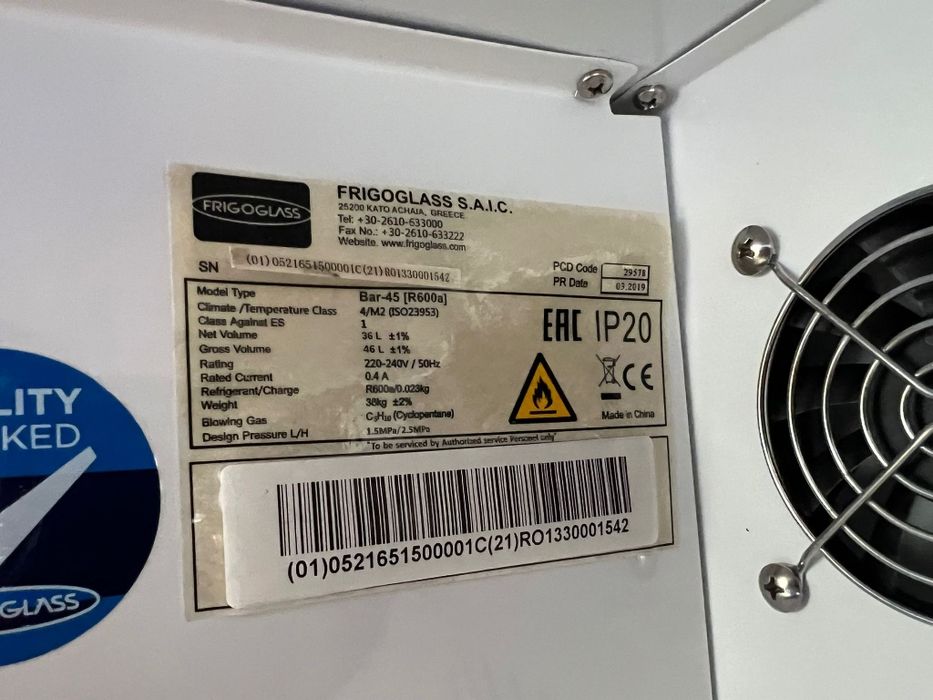 FRIGOGLASS
FRIGOGLASS S.A.I.C.
25200 KATO ACHAIA, GREECE
Tel: +30-2610-633000
Fax No.: +30-2610-633222
Website. www.frigoglass.com
SN (01)0521651500001C(21)RO1330001542
PCD Code 29578
PR Date 03.2019
Model Type Bar-45 [R600a]
Climate /Temperature Class 4/M2 (ISO23953)
Class Against ES 1
Net Volume 36 L ±1%
Gross Volume 46 L ±1%
Rating 220-240V / 50Hz
Rated Current 0.4 A
Refrigerant/Charge R600a/0.023kg
Weight 38kg ±2%
Blowing Gas C₅H₁₀ (Cyclopentane)
Design Pressure L/H 1.5MPa/2.5MPa
EAC IP20
CE
Made in China
"To be serviced by Authorized service Personel only"
(01)0521651500001C(21)RO1330001542
LITY
KED
GLASS